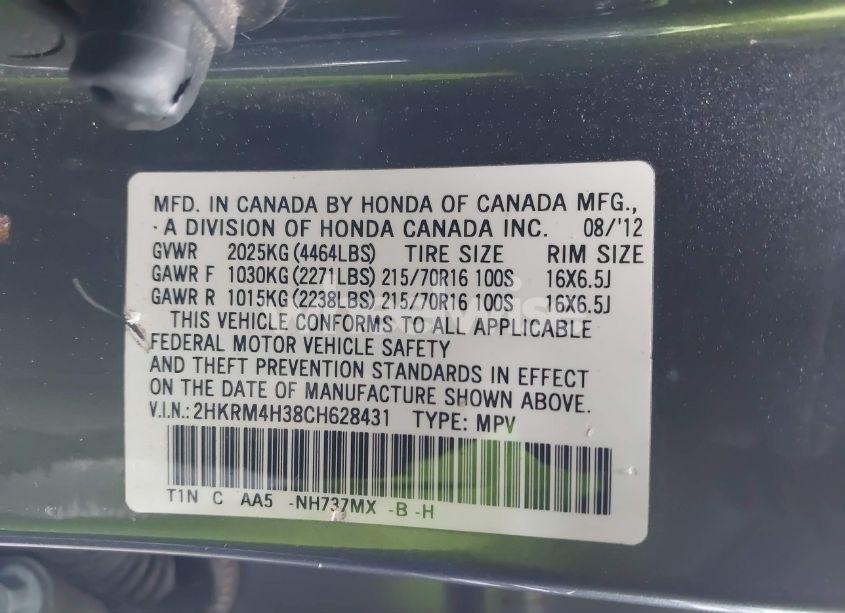 MFD. IN CANADA BY HONDA OF CANADA MFG.,
A DIVISION OF HONDA CANADA INC. 08/'12
GVWR 2025KG (4464LBS) TIRE SIZE RIM SIZE
GAWR F 1030KG (2271LBS) 215/70R16 100S 16X6.5J
GAWR R 1015KG (2238LBS) 215/70R16 100S 16X6.5J
THIS VEHICLE CONFORMS TO ALL APPLICABLE
FEDERAL MOTOR VEHICLE SAFETY
AND THEFT PREVENTION STANDARDS IN EFFECT
ON THE DATE OF MANUFACTURE SHOWN ABOVE.
V.I.N.: 2HKRM4H38CH628431 TYPE: MPV
T1N C AA5 -NH737MX -B -H